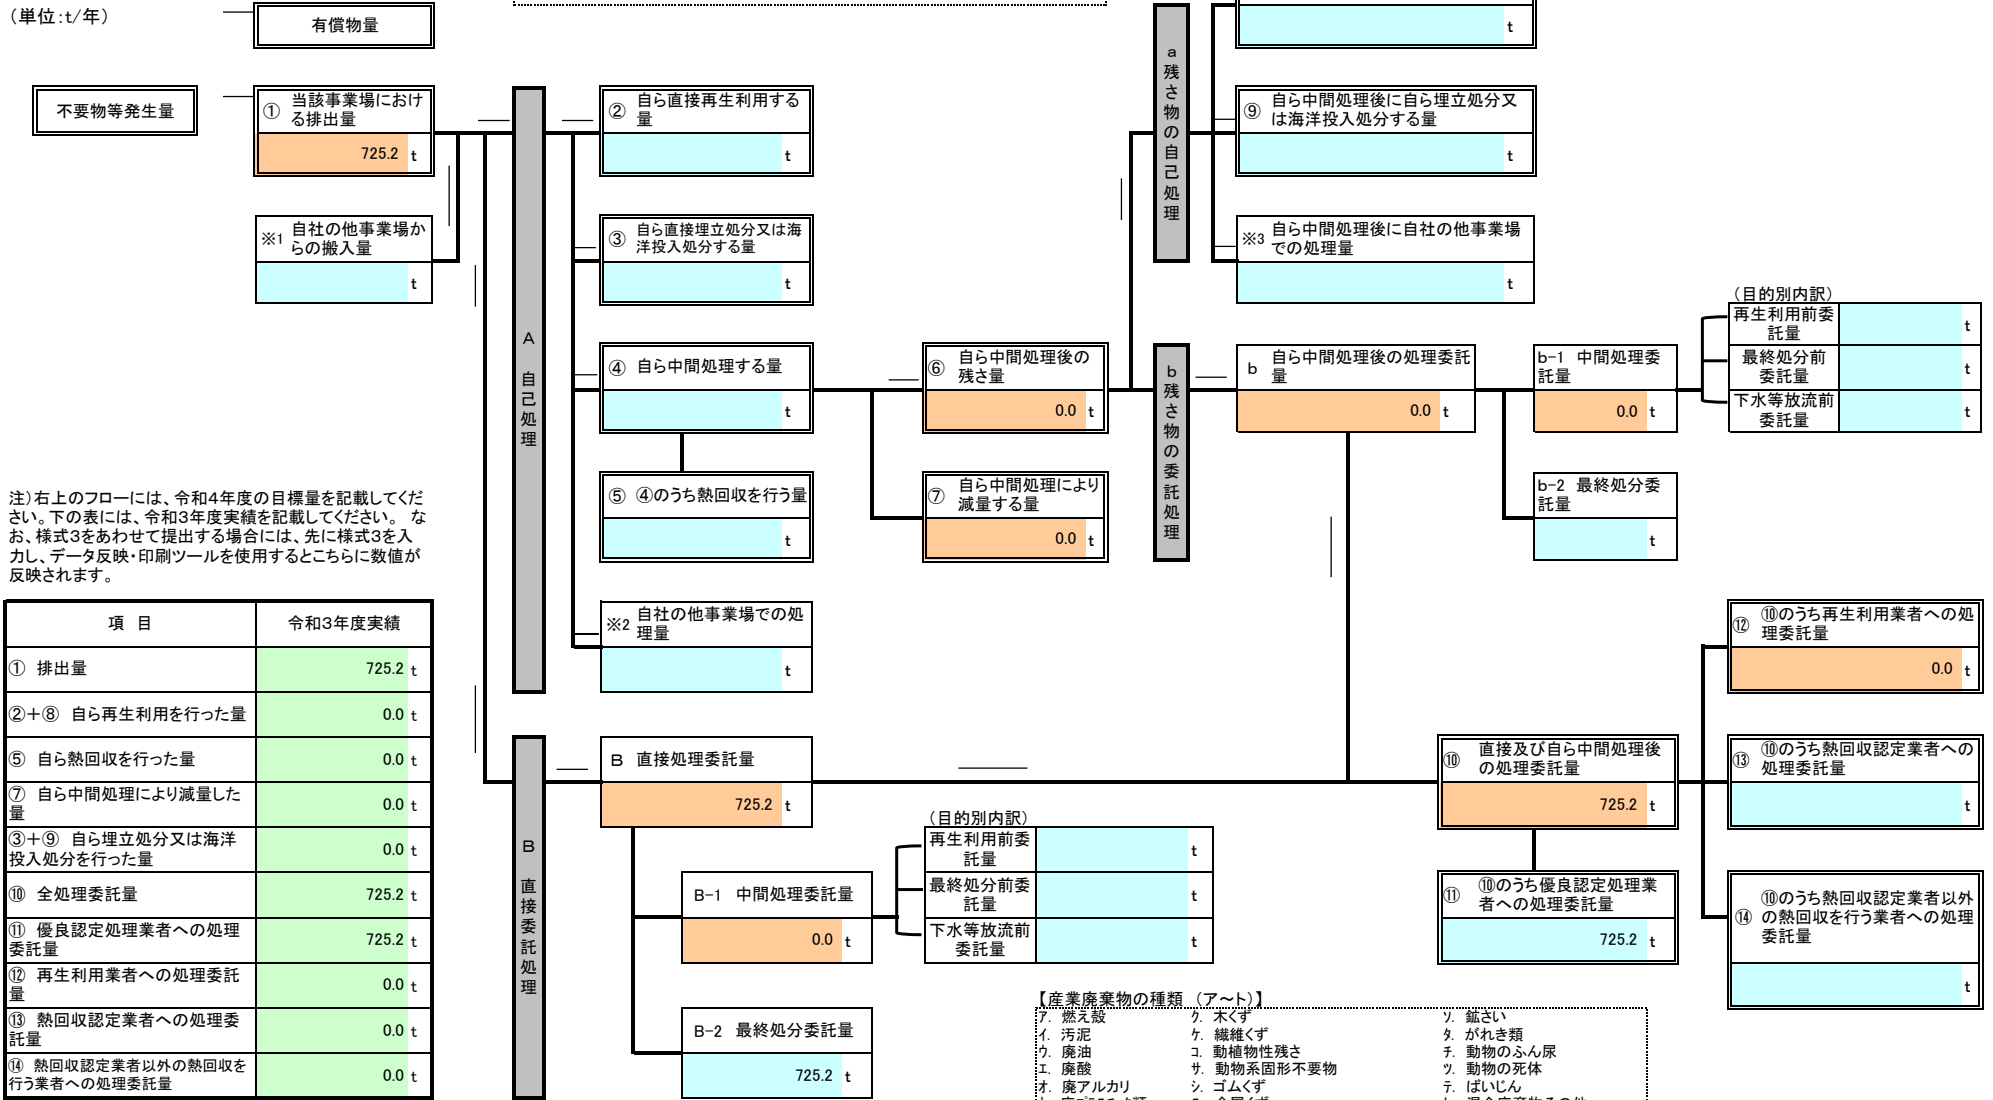 （単位：t/年）
有償物量
t
不要物等発生量
① 当該事業場におけ
る排出量
725.2 t
※1 自社の他事業場か
らの搬入量
t
A 自己処理
② 自ら直接再生利用する
量
t
③ 自ら直接埋立処分又は海
洋投入処分する量
t
④ 自ら中間処理する量
t
⑤ ④のうち熱回収を行う量
t
※2 自社の他事業場での処
理量
t
⑥ 自ら中間処理後の
残さ量
0.0 t
⑦ 自ら中間処理により
減量する量
0.0 t
a 残さ物の自己処理
⑨ 自ら中間処理後に自ら埋立処分又
は海洋投入処分する量
t
※3 自ら中間処理後に自社の他事業場
での処理量
t
b 残さ物の委託処理
b 自ら中間処理後の処理委託
量
0.0 t
b-1 中間処理委
託量
0.0 t
b-2 最終処分委
託量
t
（目的別内訳）
再生利用前委
託量
t
最終処分前
委託量
t
下水等放流前
委託量
t
注）右上のフローには、令和4年度の目標量を記載してくだ
さい。下の表には、令和3年度実績を記載してください。 な
お、様式3をあわせて提出する場合には、先に様式3を入
力し、データ反映・印刷ツールを使用するとこちらに数値が
反映されます。
項 目 令和3年度実績
① 排出量 725.2 t
②＋⑧ 自ら再生利用を行った量 0.0 t
⑤ 自ら熱回収を行った量 0.0 t
⑦ 自ら中間処理により減量した
量 0.0 t
③＋⑨ 自ら埋立処分又は海洋
投入処分を行った量 0.0 t
⑩ 全処理委託量 725.2 t
⑪ 優良認定処理業者への処理
委託量 725.2 t
⑫ 再生利用業者への処理委託
量 0.0 t
⑬ 熱回収認定業者への処理委
託量 0.0 t
⑭ 熱回収認定業者以外の熱回収を
行う業者への処理委託量 0.0 t
B 直接委託処理
B 直接処理委託量
725.2 t
B-1 中間処理委託量
0.0 t
B-2 最終処分委託量
725.2 t
（目的別内訳）
再生利用前委
託量
t
最終処分前委
託量
t
下水等放流前
委託量
t
⑩ 直接及び自ら中間処理後
の処理委託量
725.2 t
⑪ ⑩のうち優良認定処理業
者への処理委託量
725.2 t
⑫ ⑩のうち再生利用業者への処
理委託量
0.0 t
⑬ ⑩のうち熱回収認定業者への
処理委託量
t
⑭ ⑩のうち熱回収認定業者以外
の熱回収を行う業者への処理
委託量
t
【産業廃棄物の種類 （ア～ト）】
ア. 燃え殻 ク. 木くず ソ. 鉱さい
イ. 汚泥 ケ. 繊維くず タ. がれき類
ウ. 廃油 コ. 動植物性残さ チ. 動物のふん尿
エ. 廃酸 サ. 動物系固形不要物 ツ. 動物の死体
オ. 廃アルカリ シ. ゴムくず テ. ばいじん